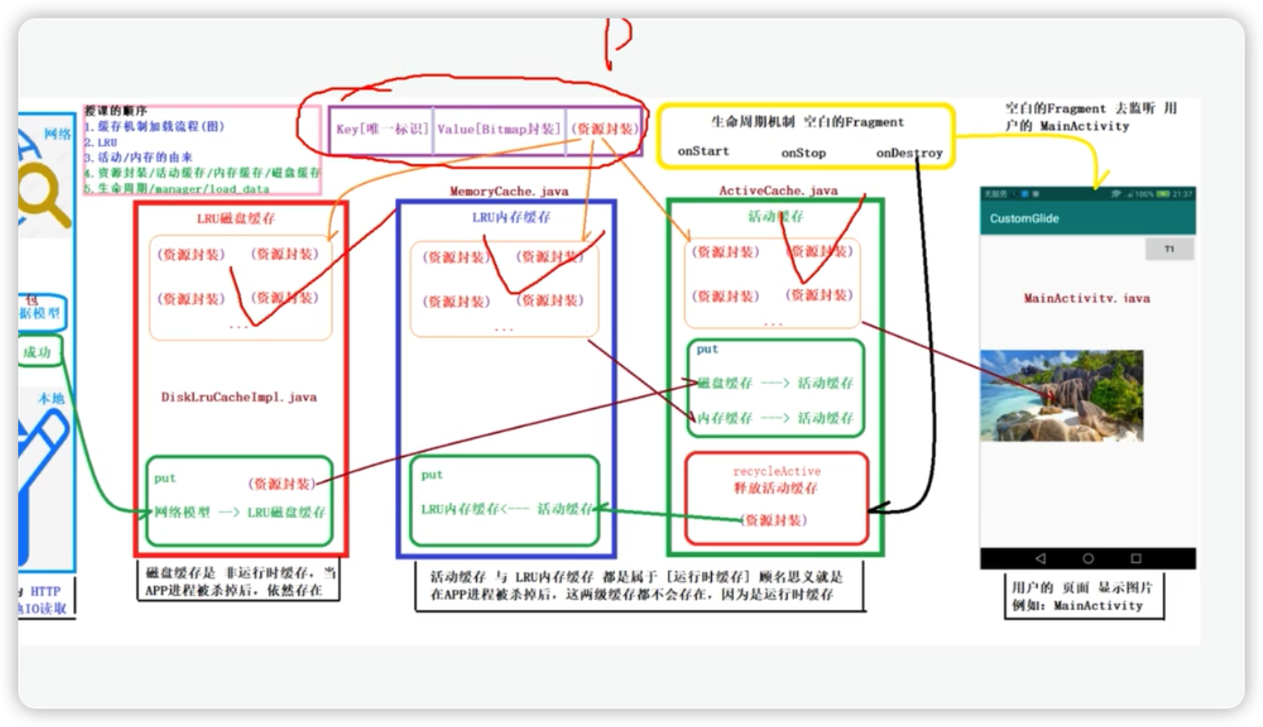 P
网络
授课的顺序
1.缓存机制加载流程(图)
2.LRU
3.活动/内存的由来
4.资源封装/活动缓存/内存缓存/磁盘缓存
5.生命周期/manager/load_data
Key[唯一标识] Value[Bitmap封装] (资源封装)
生命周期机制 空白的Fragment
onStart onStop onDestroy
空白的Fragment 去监听 用
户的 MainActivity
包
据模型
成功
本地
HTTP
IO读取
LRU磁盘缓存
(资源封装) (资源封装)
(资源封装) (资源封装)
...
DiskLruCacheImpl.java
put (资源封装)
网络模型 --> LRU磁盘缓存
磁盘缓存是 非运行时缓存，当
APP进程被杀掉后，依然存在
MemoryCache.java
LRU内存缓存
(资源封装) (资源封装)
(资源封装) (资源封装)
...
put
LRU内存缓存<--- 活动缓存
ActiveCache.java
活动缓存
(资源封装) (资源封装)
(资源封装) (资源封装)
...
put
磁盘缓存 ---> 活动缓存
内存缓存 ---> 活动缓存
recycleActive
释放活动缓存
(资源封装)
活动缓存 与 LRU内存缓存 都是属于 [运行时缓存] 顾名思义就是
在APP进程被杀掉后，这两级缓存都不会存在，因为是运行时缓存
无服务 100% 21:37
CustomGlide
T1
MainActivity.java
用户的 页面 显示图片
例如：MainActivity